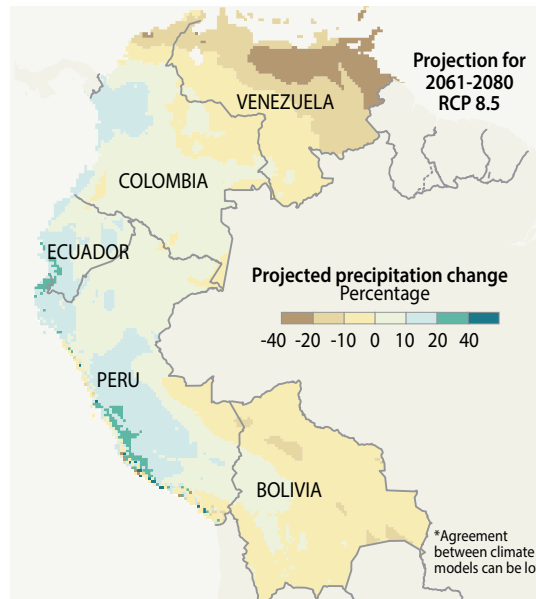 Projection for
2061-2080
RCP 8.5
VENEZUELA
COLOMBIA
ECUADOR
Projected precipitation change
Percentage
-40 -20 -10 0 10 20 40
PERU
BOLIVIA
*Agreement
between climate
models can be lo